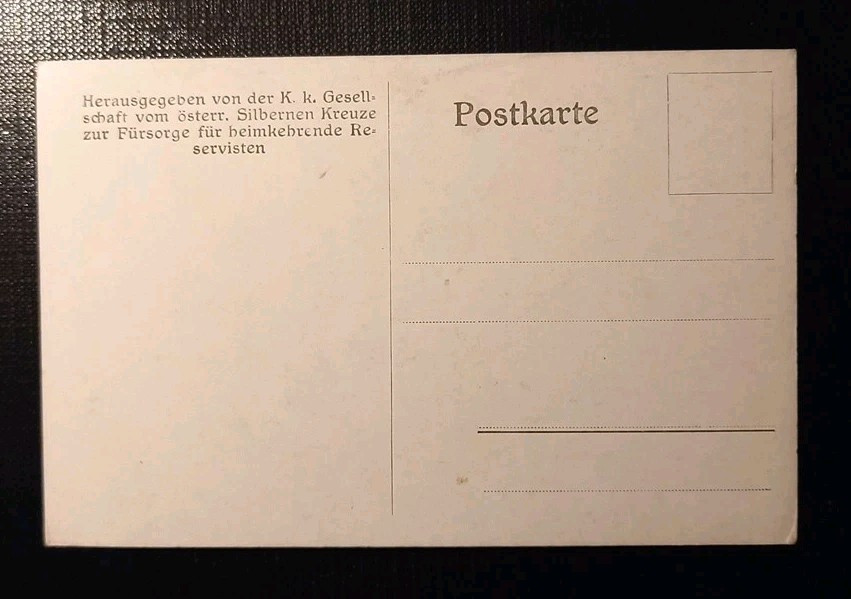 Herausgegeben von der K. k. Gesell=
schaft vom österr. Silbernen Kreuze
zur Fürsorge für heimkehrende Re=
servisten
Postkarte